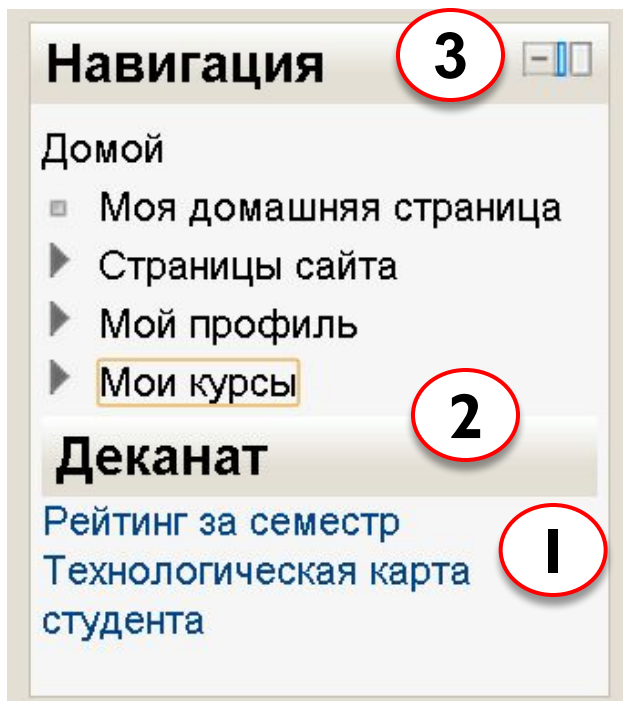 Навигация 3
Домой
Моя домашняя страница
Страницы сайта
Мой профиль
Мои курсы
2
Деканат
Рейтинг за семестр
1
Технологическая карта
студента